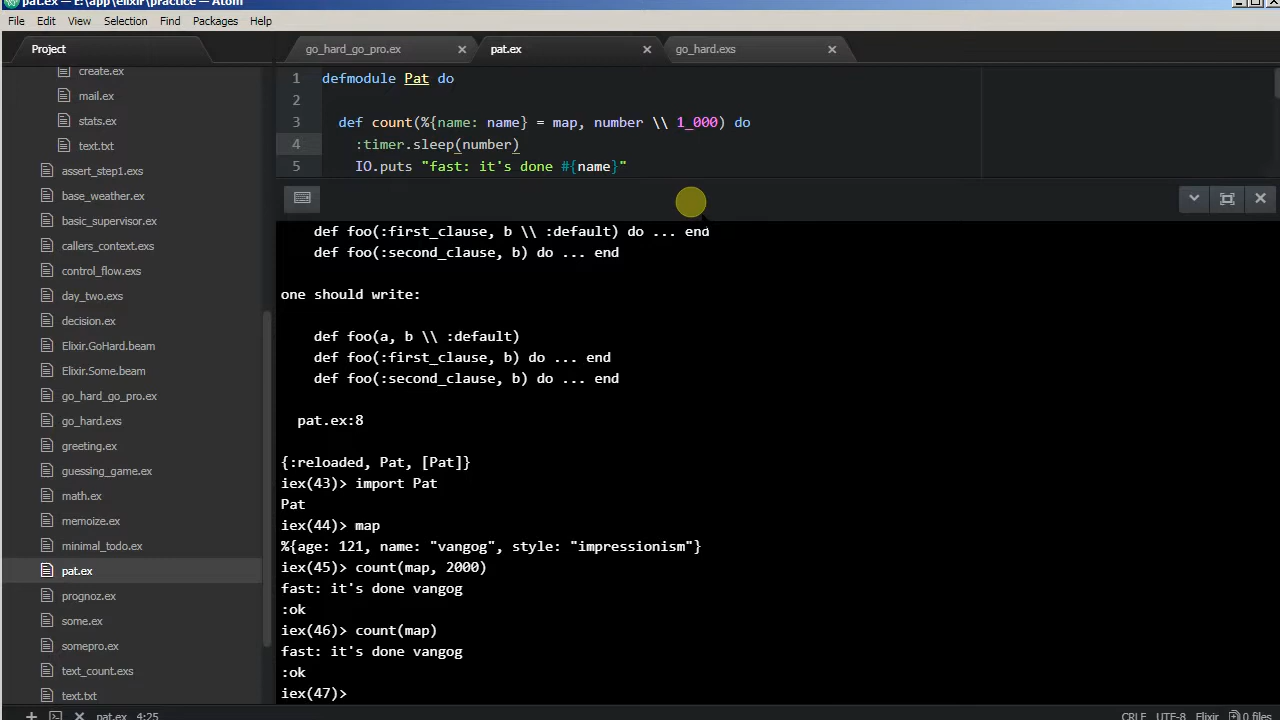 pat.ex — E:\app\elixir\practice — Atom
File Edit View Selection Find Packages Help
Project
go_hard_go_pro.ex
pat.ex
go_hard.exs
create.ex
mail.ex
stats.ex
text.txt
assert_step1.exs
base_weather.ex
basic_supervisor.ex
callers_context.exs
control_flow.exs
day_two.exs
decision.ex
Elixir.GoHard.beam
Elixir.Some.beam
go_hard_go_pro.ex
go_hard.exs
greeting.ex
guessing_game.ex
math.ex
memoize.ex
minimal_todo.ex
pat.ex
prognoz.ex
some.ex
somepro.ex
text_count.exs
text.txt
1 defmodule Pat do
2
3 def count(%{name: name} = map, number \\ 1_000) do
4 :timer.sleep(number)
5 IO.puts "fast: it's done #{name}"
def foo(:first_clause, b \\ :default) do ... end
def foo(:second_clause, b) do ... end
one should write:
def foo(a, b \\ :default)
def foo(:first_clause, b) do ... end
def foo(:second_clause, b) do ... end
pat.ex:8
{:reloaded, Pat, [Pat]}
iex(43)> import Pat
Pat
iex(44)> map
%{age: 121, name: "vangog", style: "impressionism"}
iex(45)> count(map, 2000)
fast: it's done vangog
:ok
iex(46)> count(map)
fast: it's done vangog
:ok
iex(47)>
pat.ex 4:25
CRLF UTF-8 Elixir 0 files